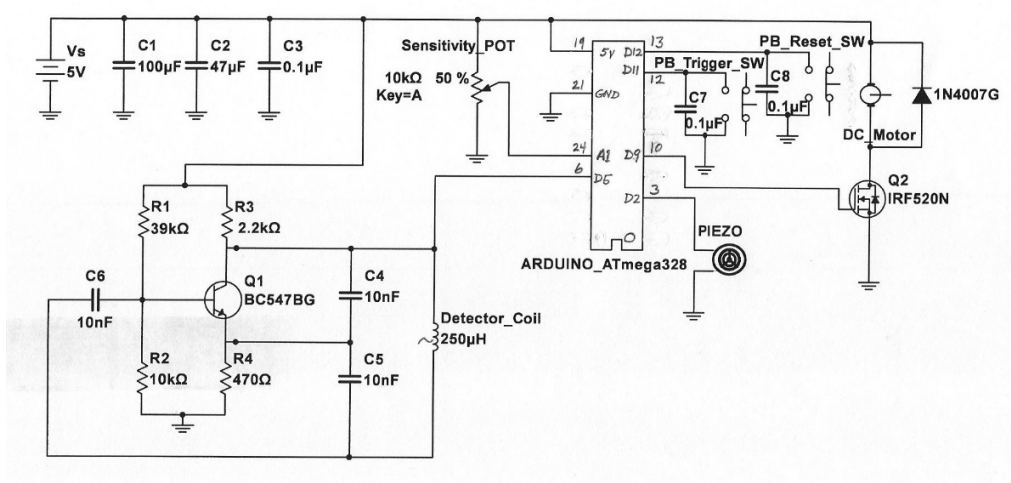 Vs
5V
C1
100µF
C2
47µF
C3
0.1µF
Sensitivity_POT
10kΩ
Key=A
50 %
19
5v
21
GND
24
A1
6
D5
D12
13
D11
12
D9
10
D2
3
ARDUINO_ATmega328
PB_Trigger_SW
C7
0.1µF
PB_Reset_SW
C8
0.1µF
DC_Motor
1N4007G
Q2
IRF520N
PIEZO
R1
39kΩ
R3
2.2kΩ
C6
10nF
Q1
BC547BG
C4
10nF
Detector_Coil
250µH
R2
10kΩ
R4
470Ω
C5
10nF